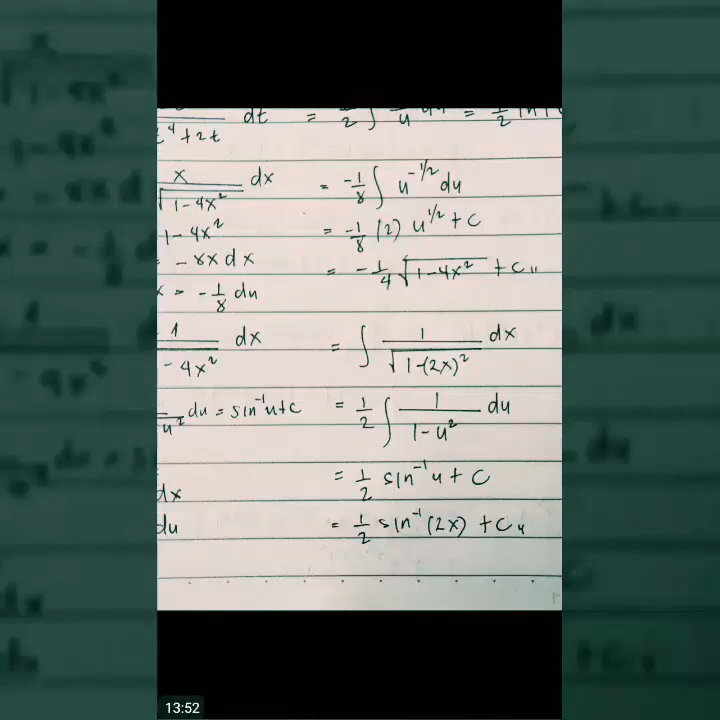 dt = 1/2 ∫
t⁴+2t
x/√1-4x² dx = -1/8 ∫ u^-1/2 du
1-4x² = -1/8 (2) u^1/2 + C
= -8x dx = -1/4 √1-4x² + C,,
= -1/8 du
1/-4x² dx = ∫ 1/√1-(2x)² dx
u² du = sin⁻¹u+C = 1/2 ∫ 1/1-u² du
dx = 1/2 sin⁻¹ u + C
du = 1/2 sin⁻¹(2x) + C,,
13:52